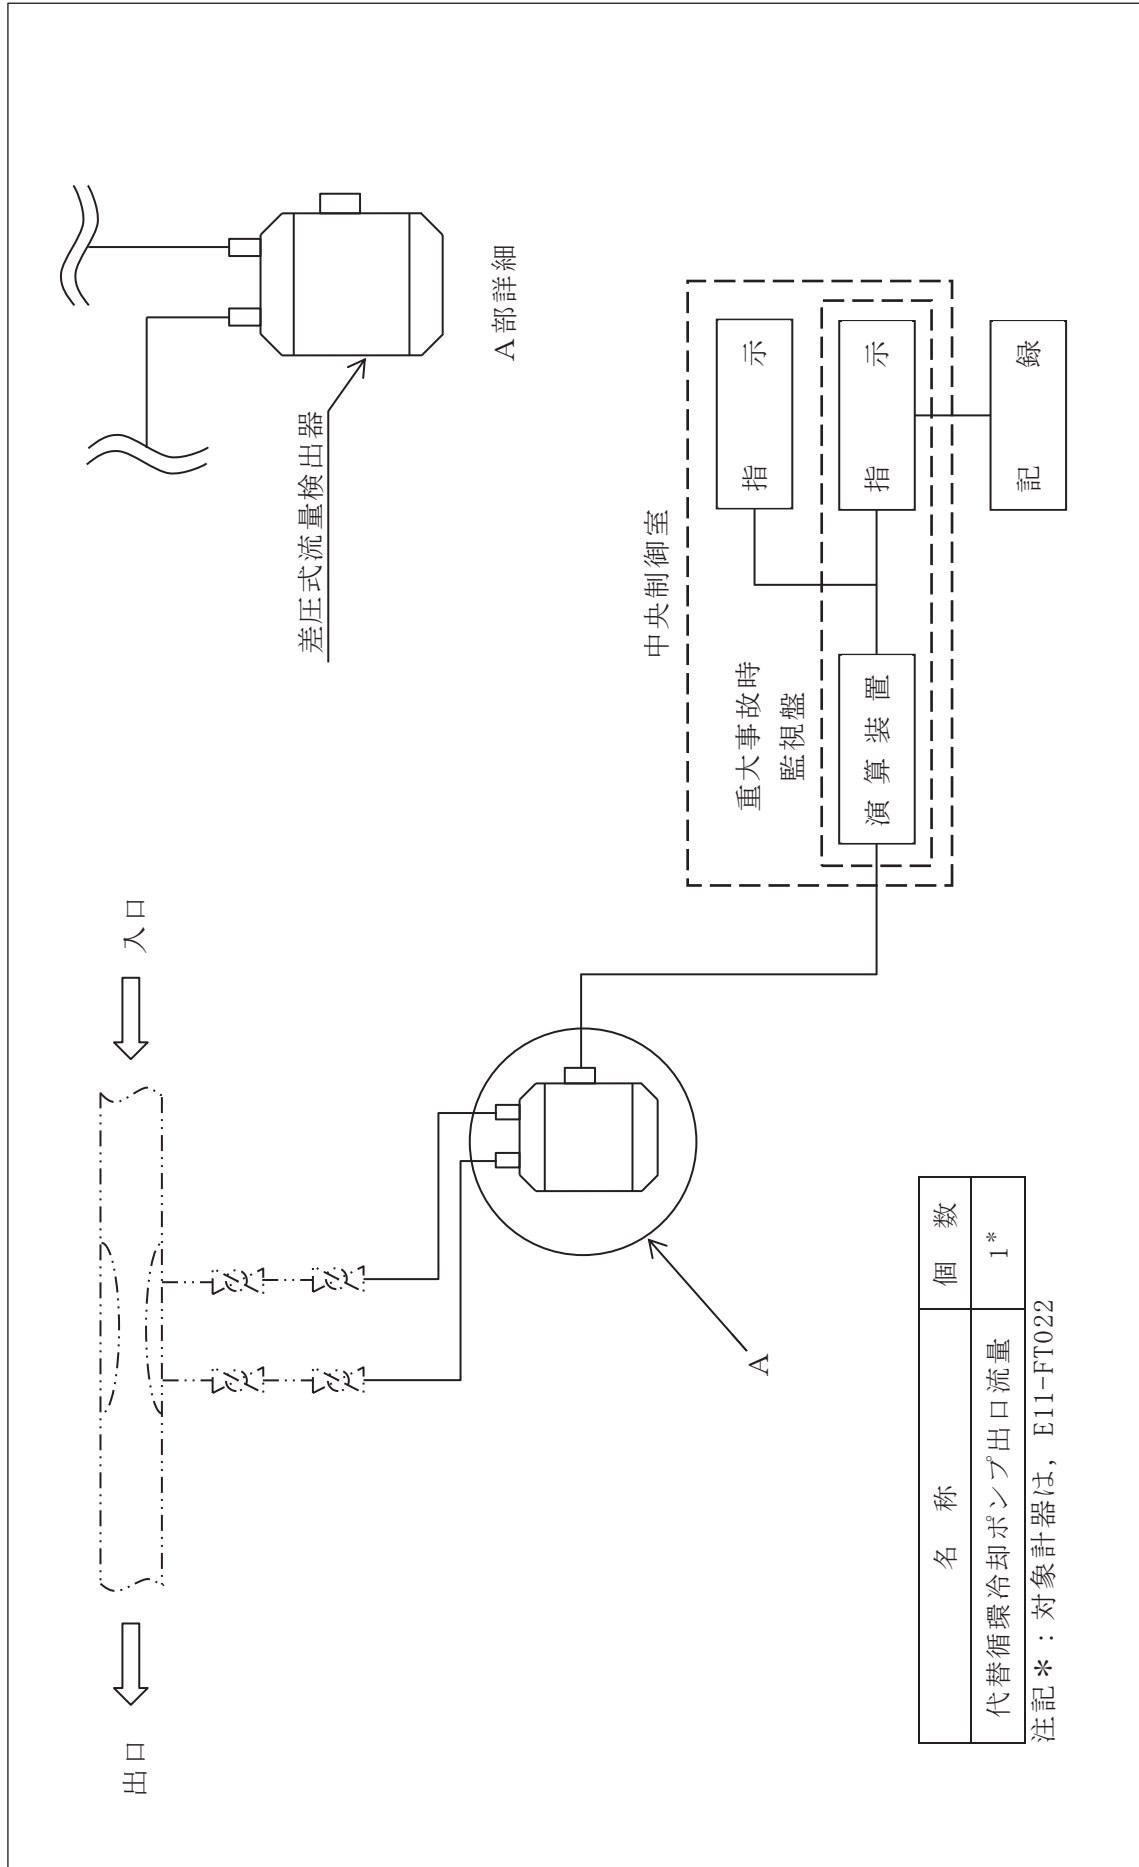 出口
入口
A
差圧式流量検出器
A部詳細
中央制御室
重大事故時
監視盤
演算装置
指示
指示
記録
名称 個数
代替循環冷却ポンプ出口流量 1*
注記*：対象計器は，E11-FT022